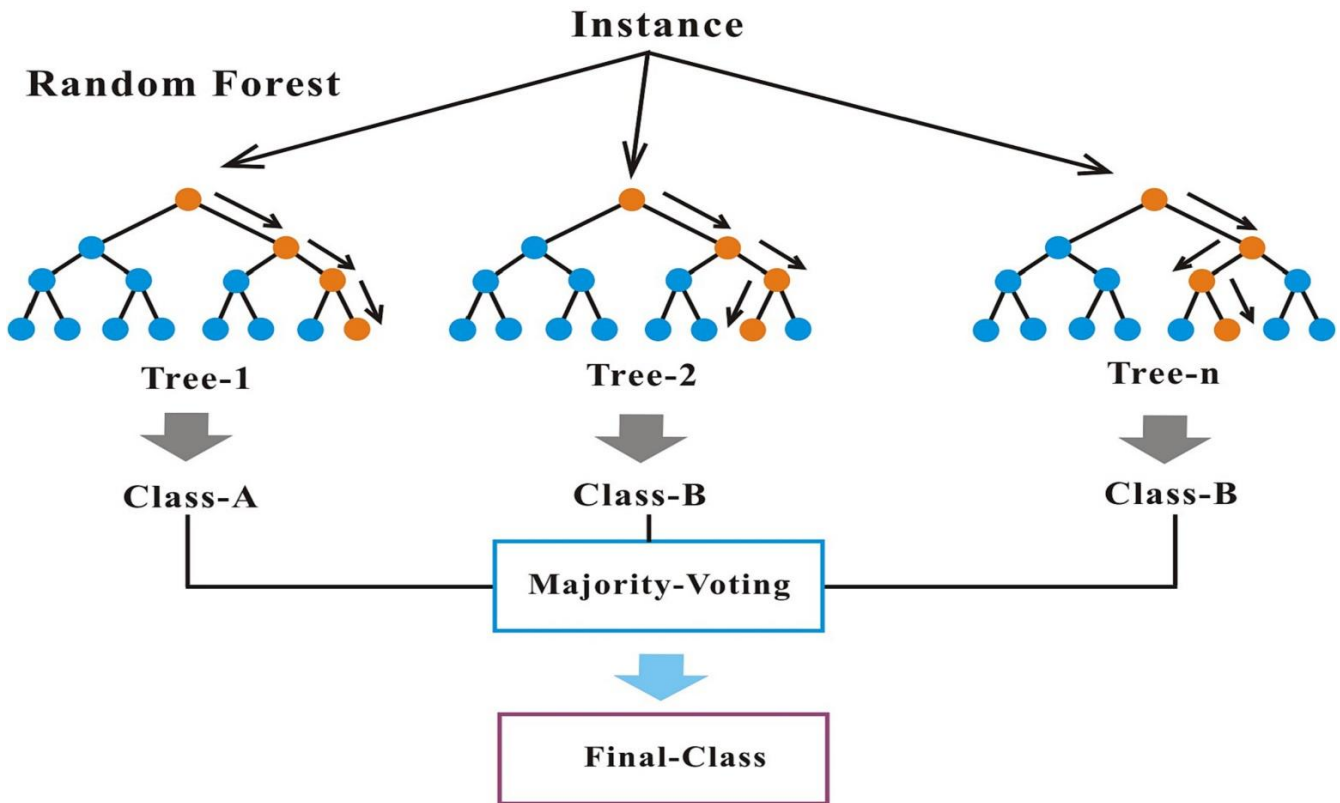 Instance
Random Forest
Tree-1
Tree-2
Tree-n
Class-A
Class-B
Class-B
Majority-Voting
Final-Class